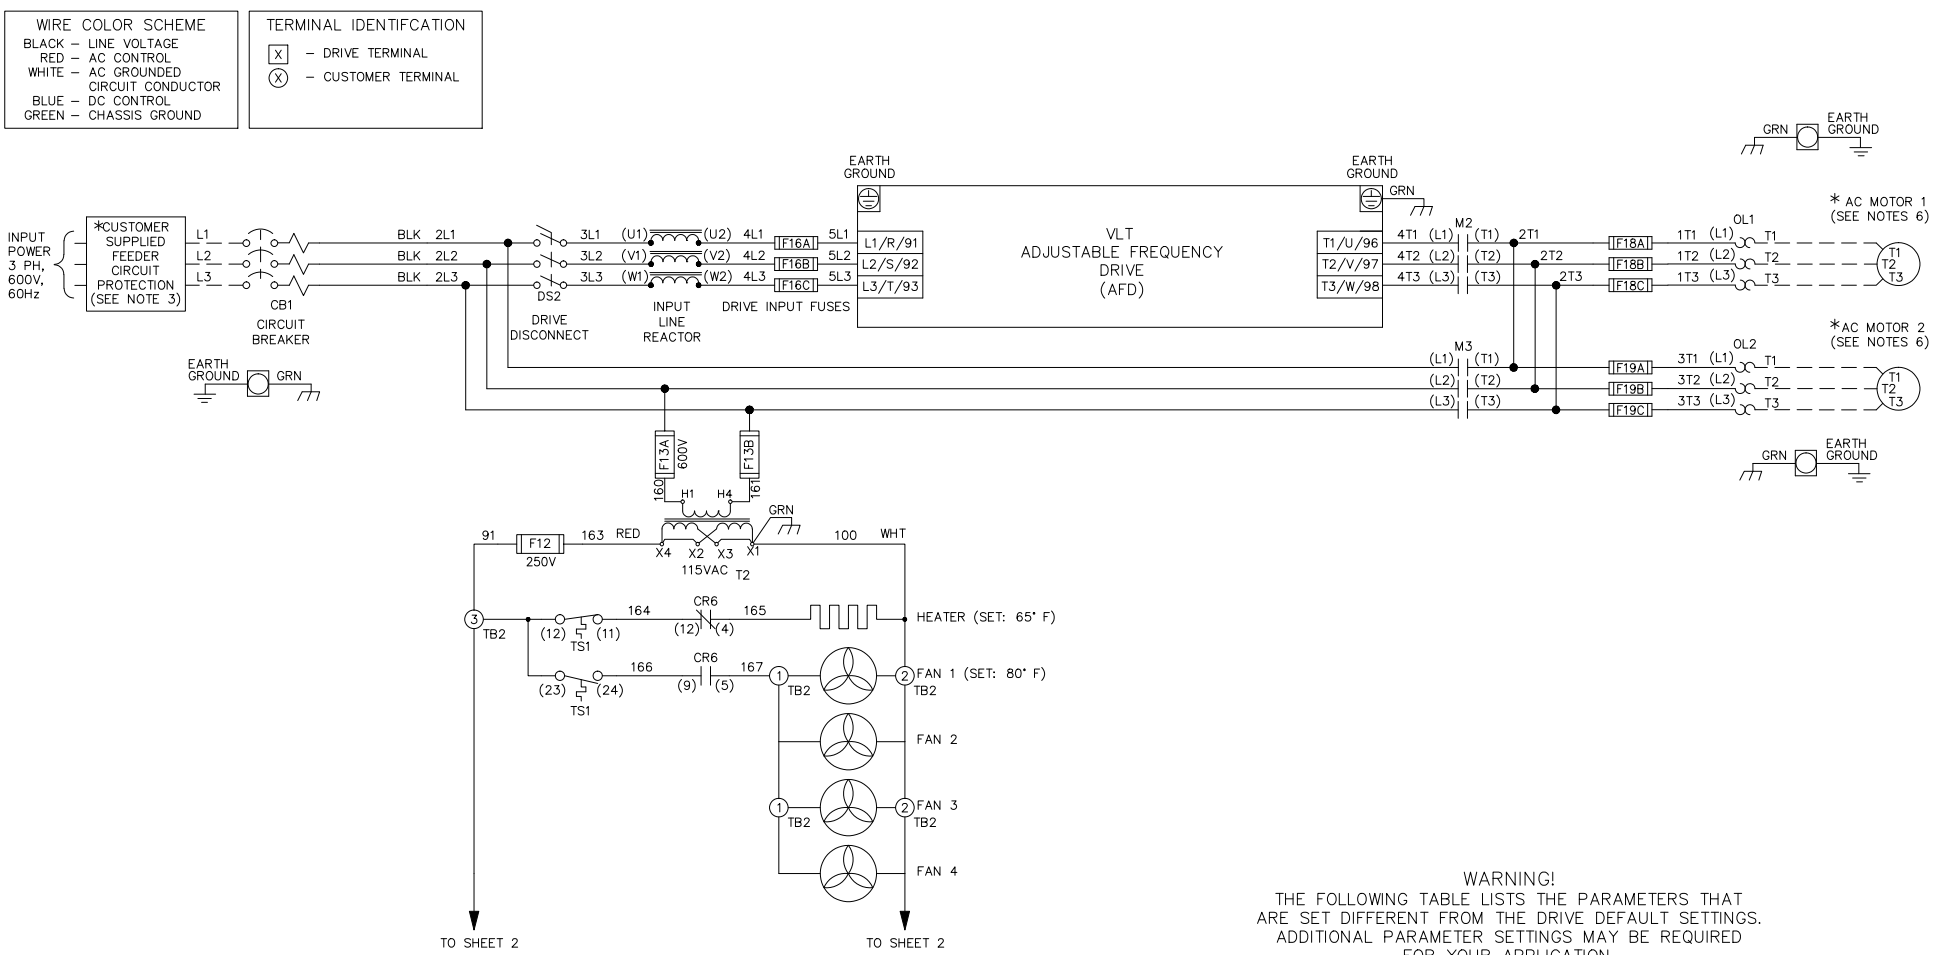 WIRE COLOR SCHEME
BLACK – LINE VOLTAGE
RED – AC CONTROL
WHITE – AC GROUNDED
CIRCUIT CONDUCTOR
BLUE – DC CONTROL
GREEN – CHASSIS GROUND
TERMINAL IDENTIFCATION
X – DRIVE TERMINAL
X – CUSTOMER TERMINAL
INPUT
POWER
3 PH,
600V,
60Hz
*CUSTOMER
SUPPLIED
FEEDER
CIRCUIT
PROTECTION
(SEE NOTE 3)
L1
L2
L3
CB1
CIRCUIT
BREAKER
EARTH
GROUND
GRN
BLK 2L1
BLK 2L2
BLK 2L3
DS2
DRIVE
DISCONNECT
3L1 (U1) (U2) 4L1 F16A 5L1
3L2 (V1) (V2) 4L2 F16B 5L2
3L3 (W1) (W2) 4L3 F16C 5L3
INPUT
LINE
REACTOR
DRIVE INPUT FUSES
EARTH
GROUND
L1/R/91
L2/S/92
L3/T/93
VLT
ADJUSTABLE FREQUENCY
DRIVE
(AFD)
EARTH
GROUND
GRN
T1/U/96
T2/V/97
T3/W/98
M2
4T1 (L1) (T1) 2T1
4T2 (L2) (T2) 2T2
4T3 (L3) (T3) 2T3
F18A
F18B
F18C
OL1
1T1 (L1) T1
1T2 (L2) T2
1T3 (L3) T3
GRN
EARTH
GROUND
* AC MOTOR 1
(SEE NOTES 6)
T1
T2
T3
M3
(L1) (T1)
(L2) (T2)
(L3) (T3)
F19A
F19B
F19C
OL2
3T1 (L1) T1
3T2 (L2) T2
3T3 (L3) T3
*AC MOTOR 2
(SEE NOTES 6)
T1
T2
T3
GRN
EARTH
GROUND
F13A
600V
F13B
160
161
H1 H4
GRN
91 F12 163 RED
250V
X4 X2 X3 X1
115VAC T2
100 WHT
3
TB2
(12) (11)
TS1
164
CR6
(12) (4)
165
HEATER (SET: 65° F)
(23) (24)
TS1
166
CR6
(9) (5)
167
1
TB2
2
TB2
FAN 1 (SET: 80° F)
FAN 2
1
TB2
2
TB2
FAN 3
FAN 4
TO SHEET 2
TO SHEET 2
WARNING!
THE FOLLOWING TABLE LISTS THE PARAMETERS THAT
ARE SET DIFFERENT FROM THE DRIVE DEFAULT SETTINGS.
ADDITIONAL PARAMETER SETTINGS MAY BE REQUIRED
FOR YOUR APPLICATION